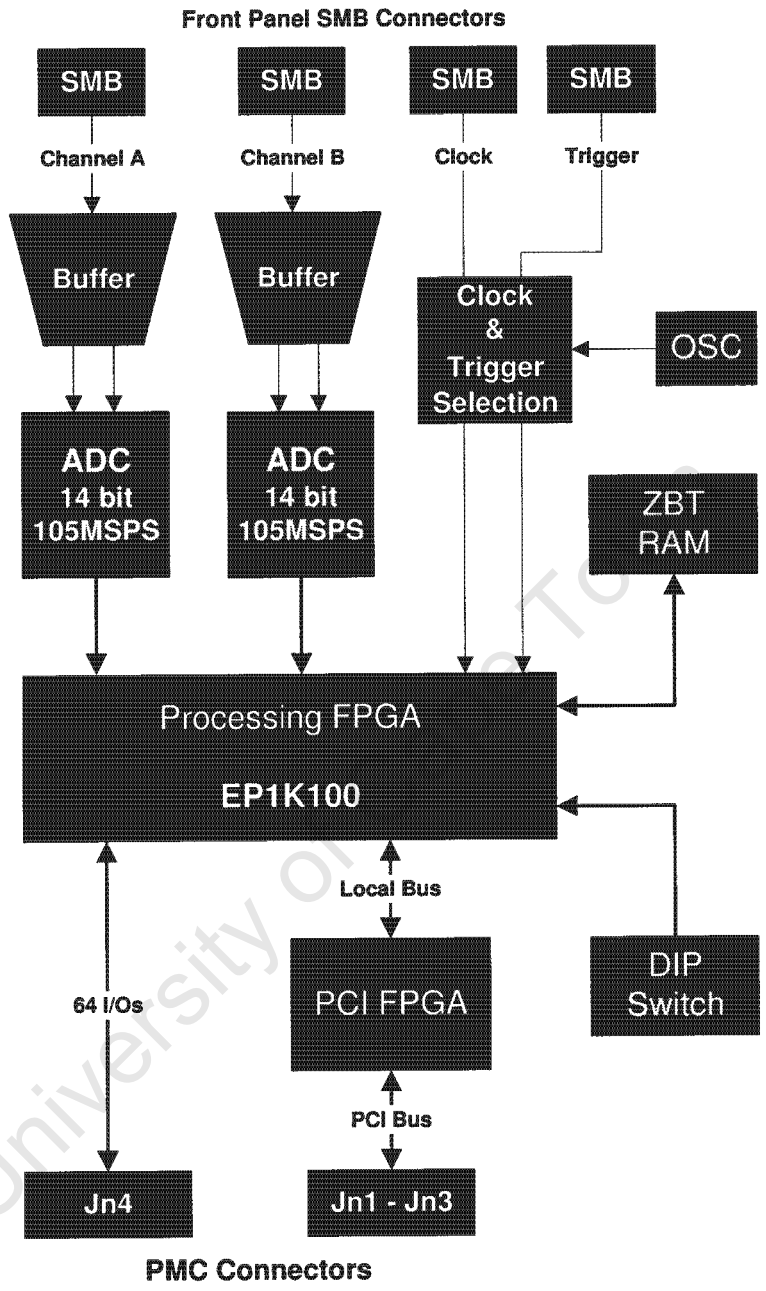 Front Panel SMB Connectors
SMB SMB SMB SMB
Channel A Channel B Clock Trigger
Buffer Buffer
Clock
&
Trigger
Selection
OSC
ADC
14 bit
105MSPS
ADC
14 bit
105MSPS
ZBT
RAM
Processing FPGA
EP1K100
Local Bus
PCI FPGA
DIP
Switch
64 I/Os
PCI Bus
Jn4
Jn1 - Jn3
PMC Connectors
University of